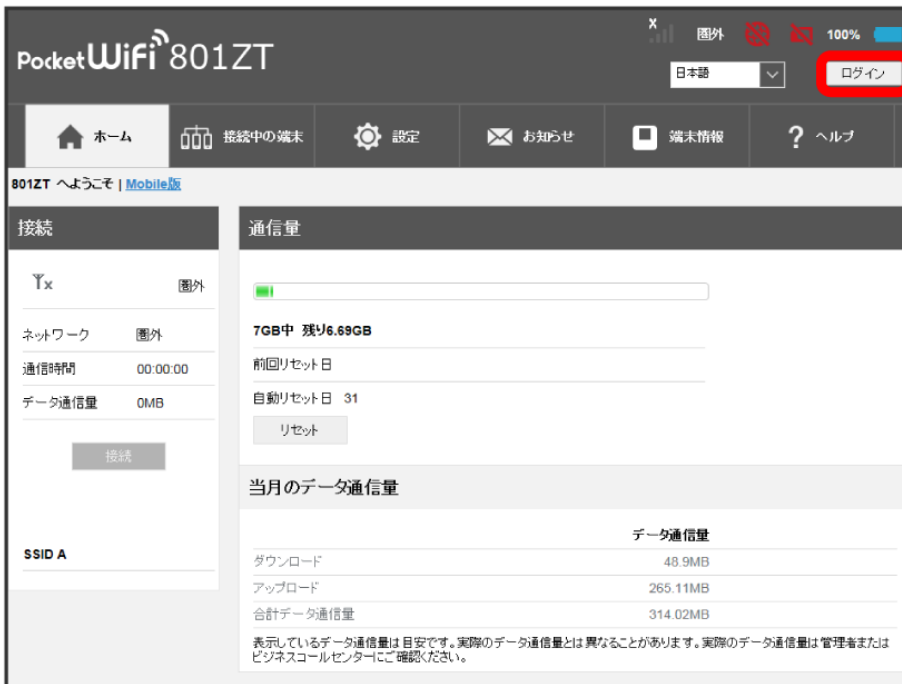 Pocket WiFi 801ZT
圏外
100%
日本語
ログイン
ホーム
接続中の端末
設定
お知らせ
端末情報
? ヘルプ
801ZT へようこそ | Mobile版
接続
圏外
ネットワーク 圏外
通信時間 00:00:00
データ通信量 0MB
接続
SSID A
通信量
7GB中 残り6.69GB
前回リセット日
自動リセット日 31
リセット
当月のデータ通信量
データ通信量
ダウンロード 48.9MB
アップロード 265.11MB
合計データ通信量 314.02MB
表示しているデータ通信量は目安です。実際のデータ通信量とは異なることがあります。実際のデータ通信量は管理者または
ビジネスコールセンターにご確認ください。